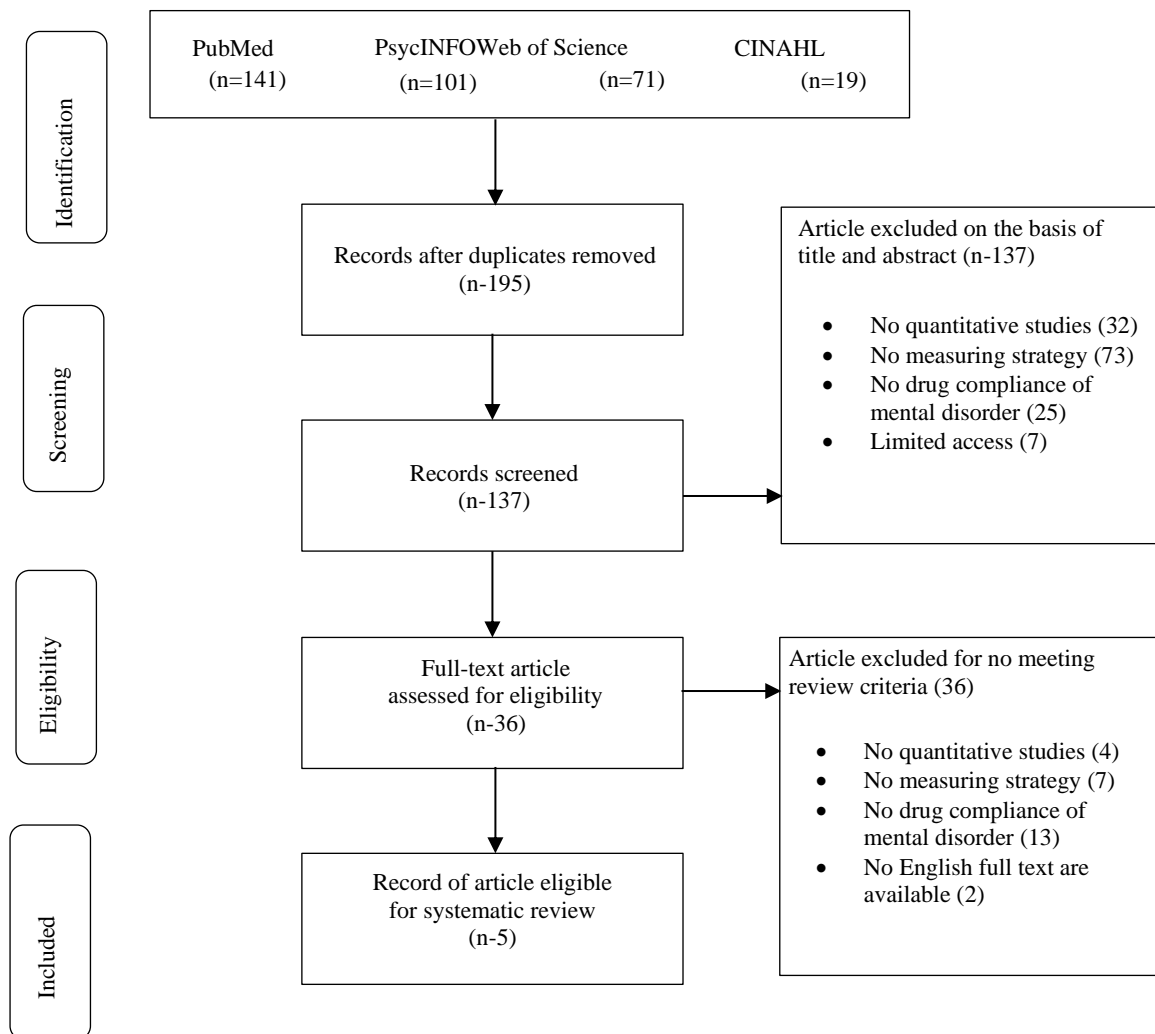 PubMed PsycINFOWeb of Science CINAHL
(n=141) (n=101) (n=71) (n=19)
Identification
Records after duplicates removed
(n-195)
Article excluded on the basis of
title and abstract (n-137)
• No quantitative studies (32)
• No measuring strategy (73)
• No drug compliance of
mental disorder (25)
• Limited access (7)
Screening
Records screened
(n-137)
Eligibility
Full-text article
assessed for eligibility
(n-36)
Article excluded for no meeting
review criteria (36)
• No quantitative studies (4)
• No measuring strategy (7)
• No drug compliance of
mental disorder (13)
• No English full text are
available (2)
Included
Record of article eligible
for systematic review
(n-5)